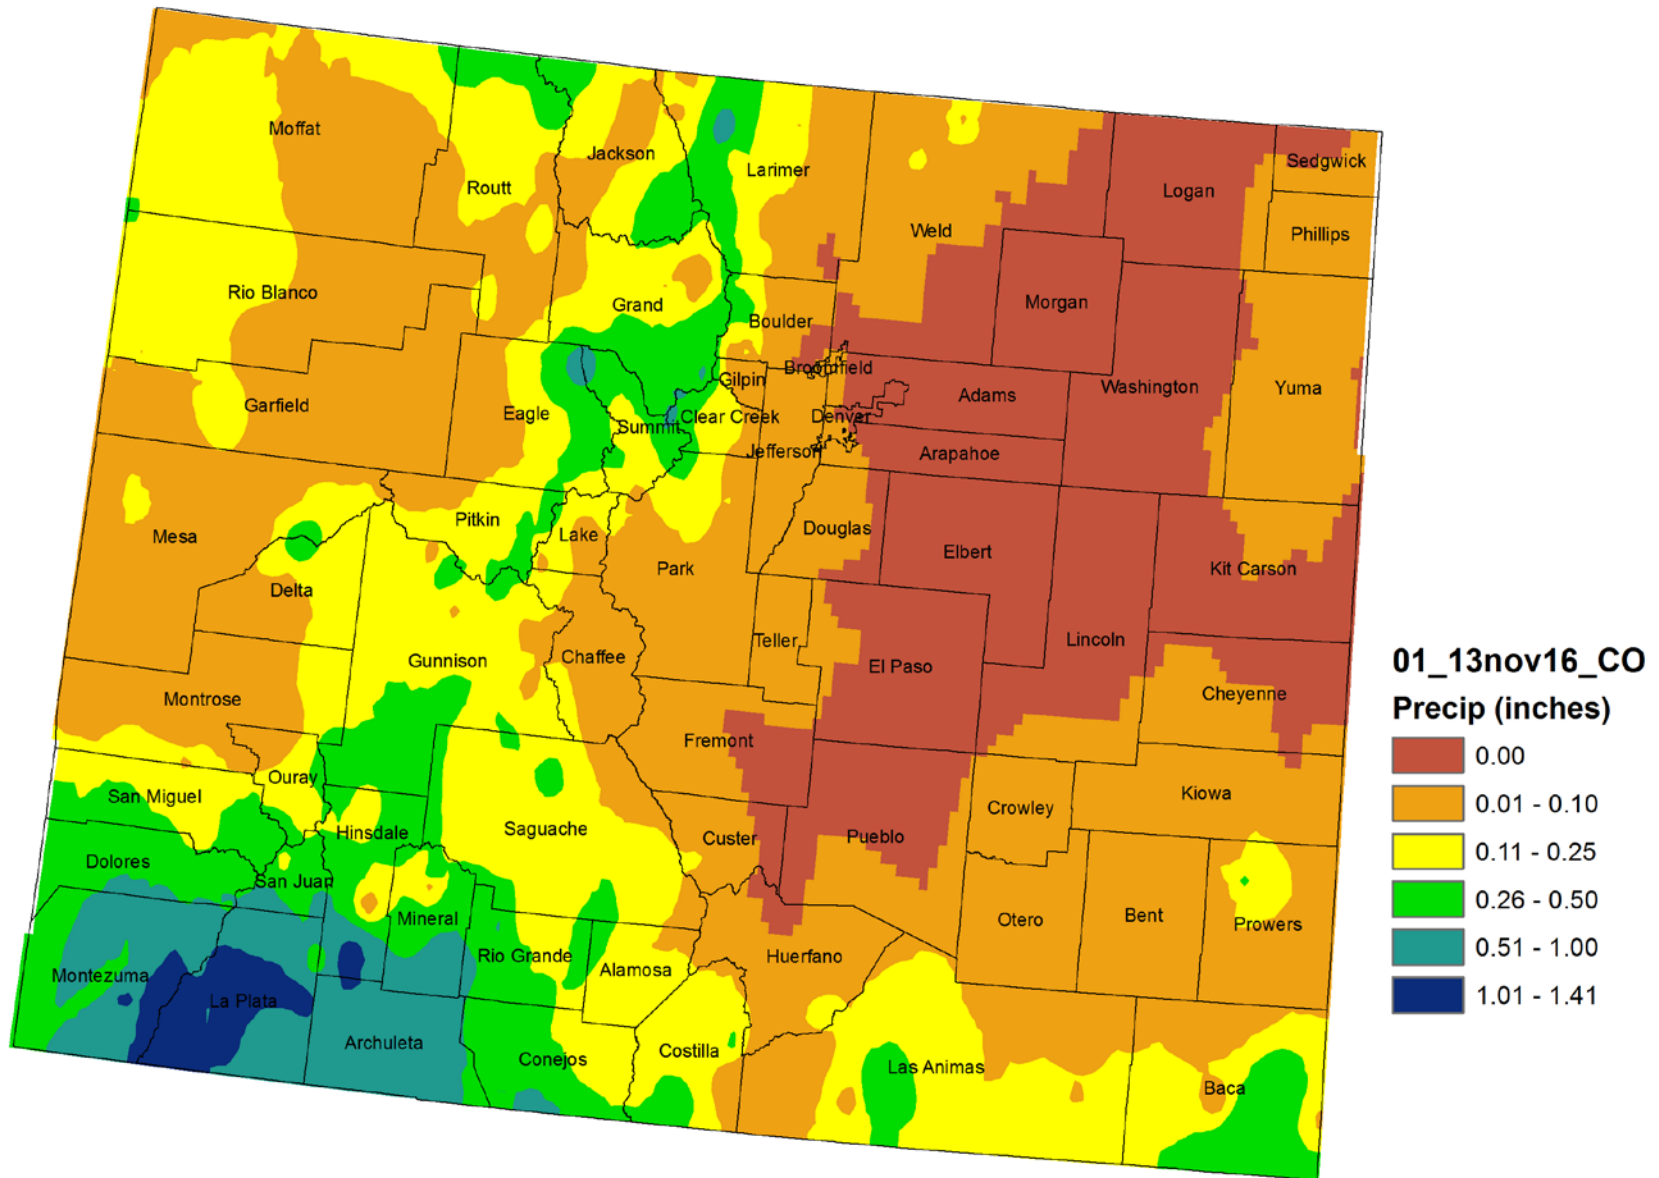 Moffat
Routt
Jackson
Larimer
Weld
Logan
Sedgwick
Phillips
Rio Blanco
Grand
Boulder
Morgan
Washington
Yuma
Garfield
Eagle
Gilpin
Broomfield
Adams
Summit
Clear Creek
Denver
Jefferson
Arapahoe
Mesa
Pitkin
Lake
Park
Douglas
Elbert
Kit Carson
Delta
Gunnison
Chaffee
Teller
El Paso
Lincoln
Cheyenne
Montrose
Fremont
Ouray
San Miguel
Hinsdale
Saguache
Custer
Pueblo
Crowley
Kiowa
Dolores
San Juan
Mineral
Rio Grande
Alamosa
Huerfano
Otero
Bent
Prowers
Montezuma
La Plata
Archuleta
Conejos
Costilla
Las Animas
Baca
01_13nov16_CO
Precip (inches)
0.00
0.01 - 0.10
0.11 - 0.25
0.26 - 0.50
0.51 - 1.00
1.01 - 1.41